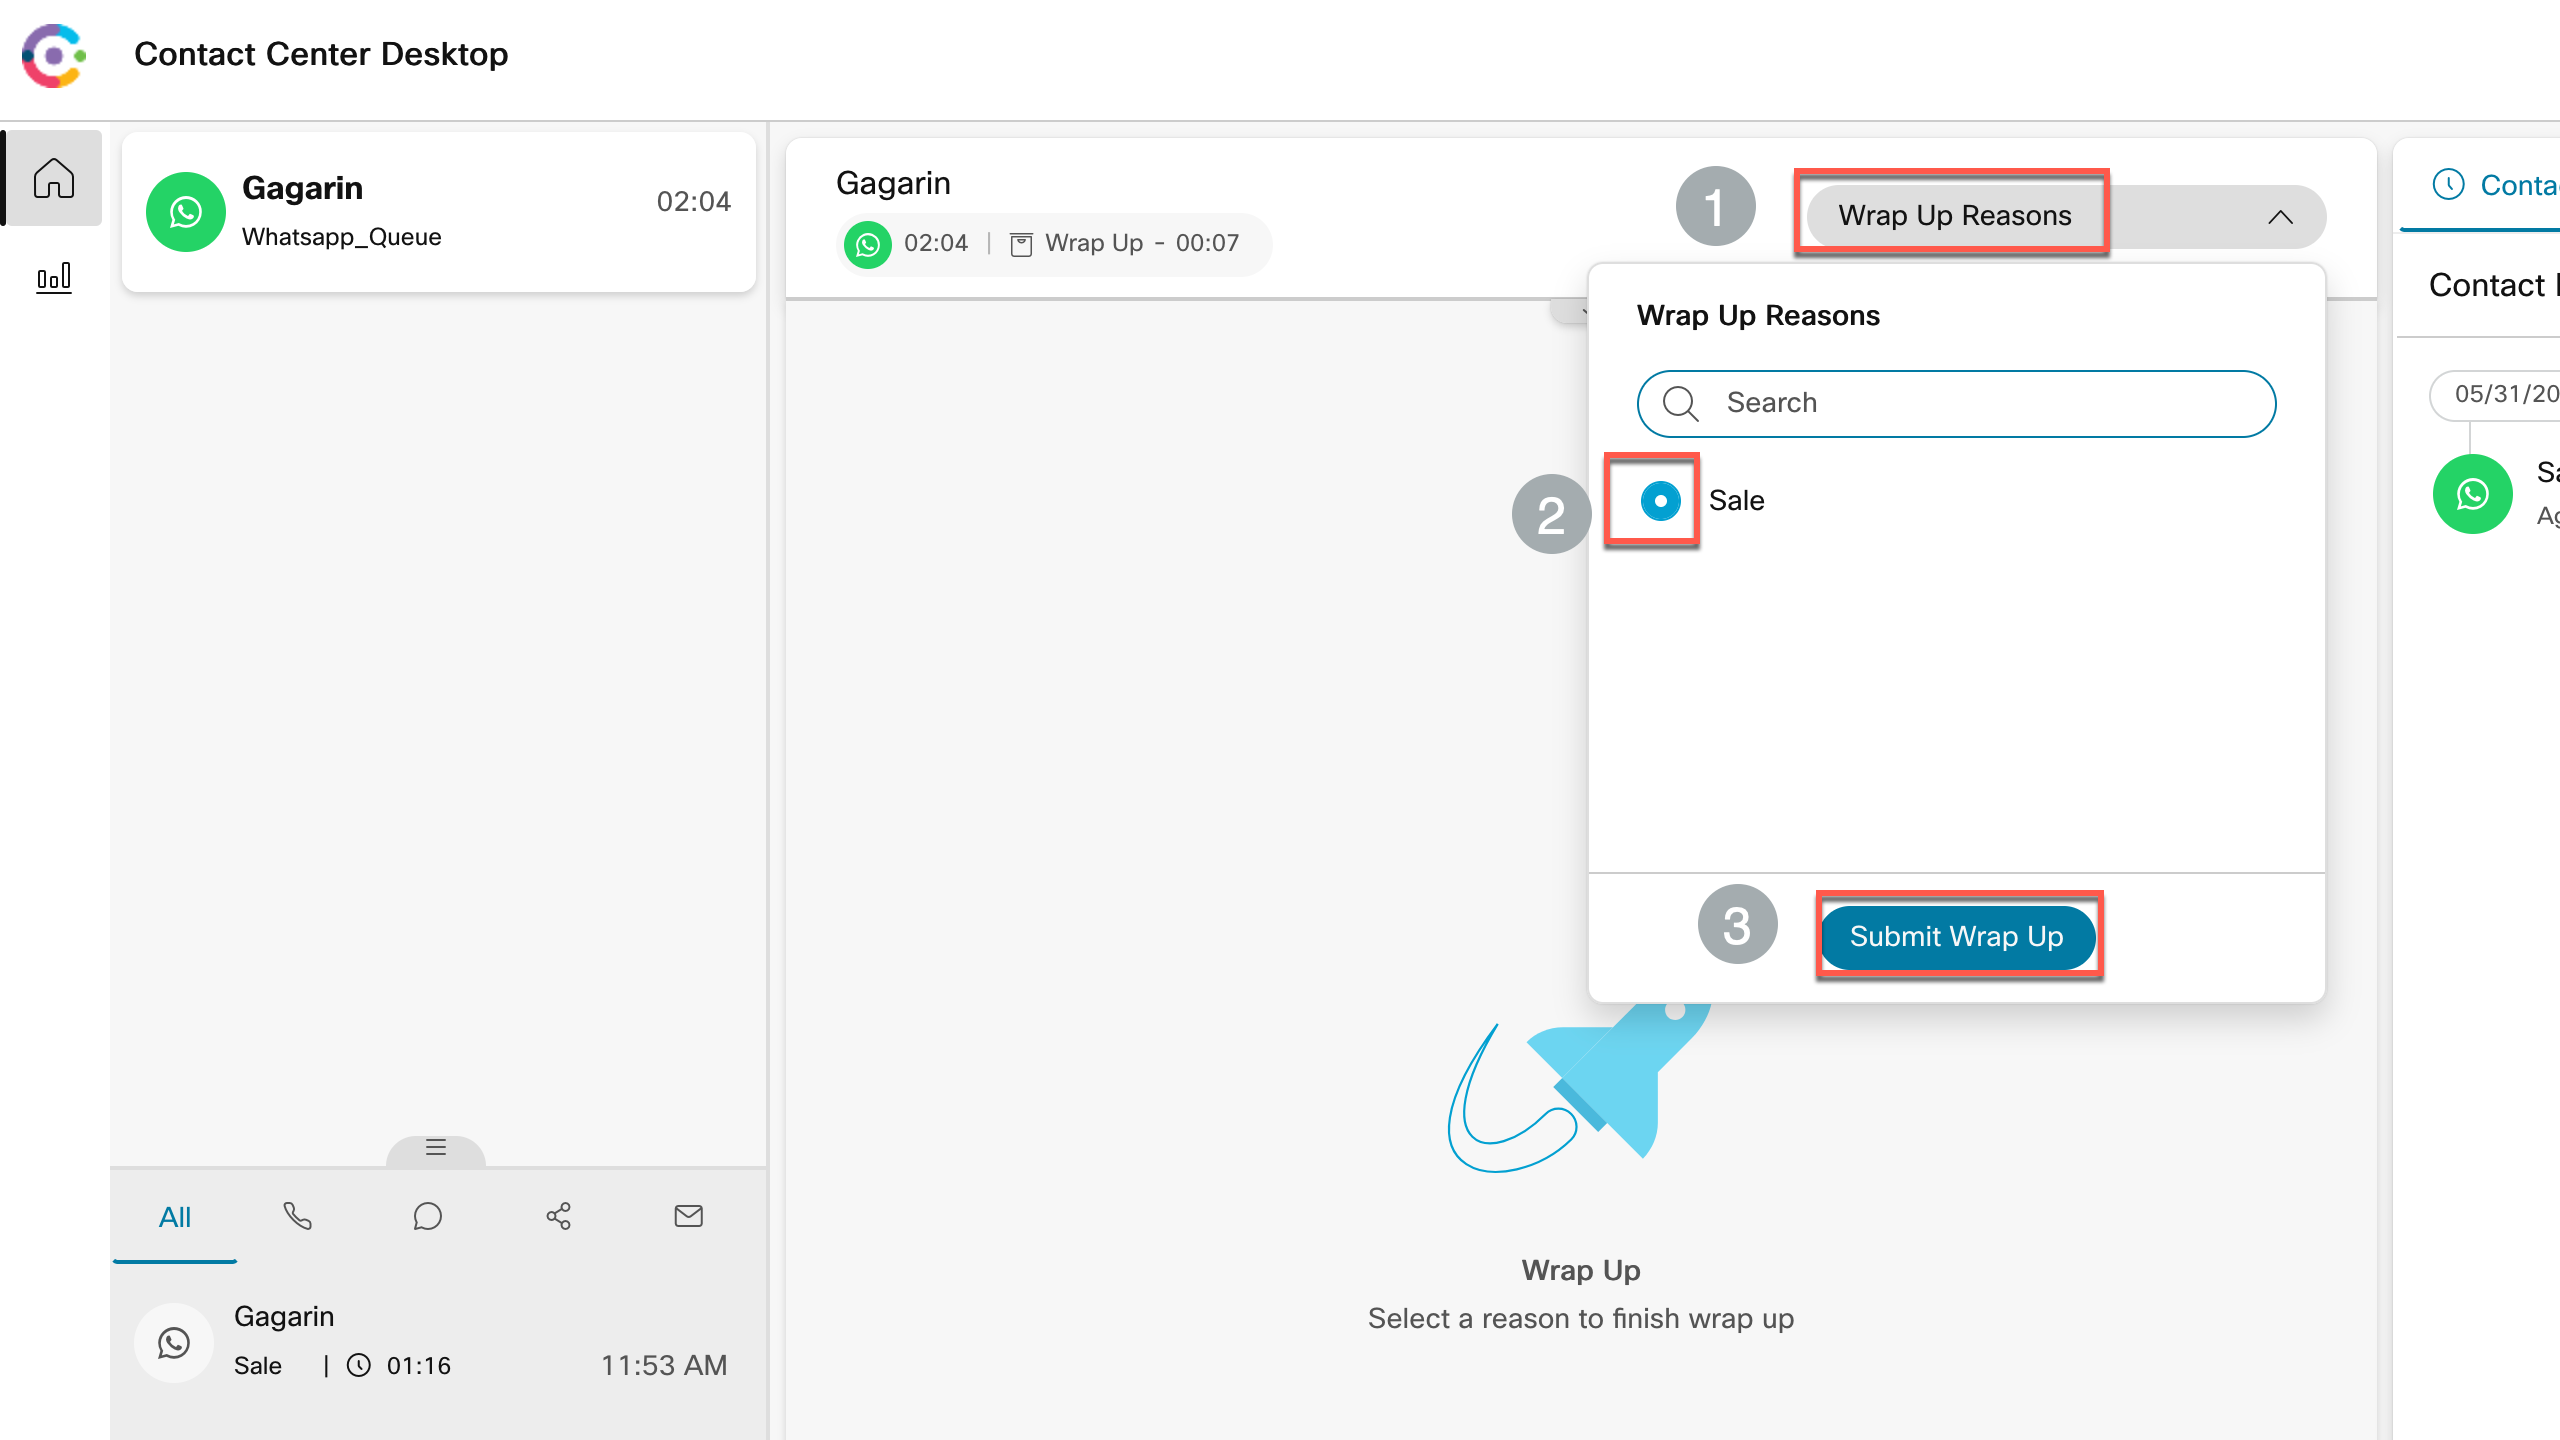 Contact Center Desktop
Gagarin
02:04
Whatsapp_Queue
Gagarin
02:04 | Wrap Up - 00:07
1
Wrap Up Reasons
Wrap Up Reasons
Search
2
Sale
3
Submit Wrap Up
Wrap Up
Select a reason to finish wrap up
All
Gagarin
Sale | 01:16
11:53 AM
Contac
Contact
05/31/20
Sa
Ag